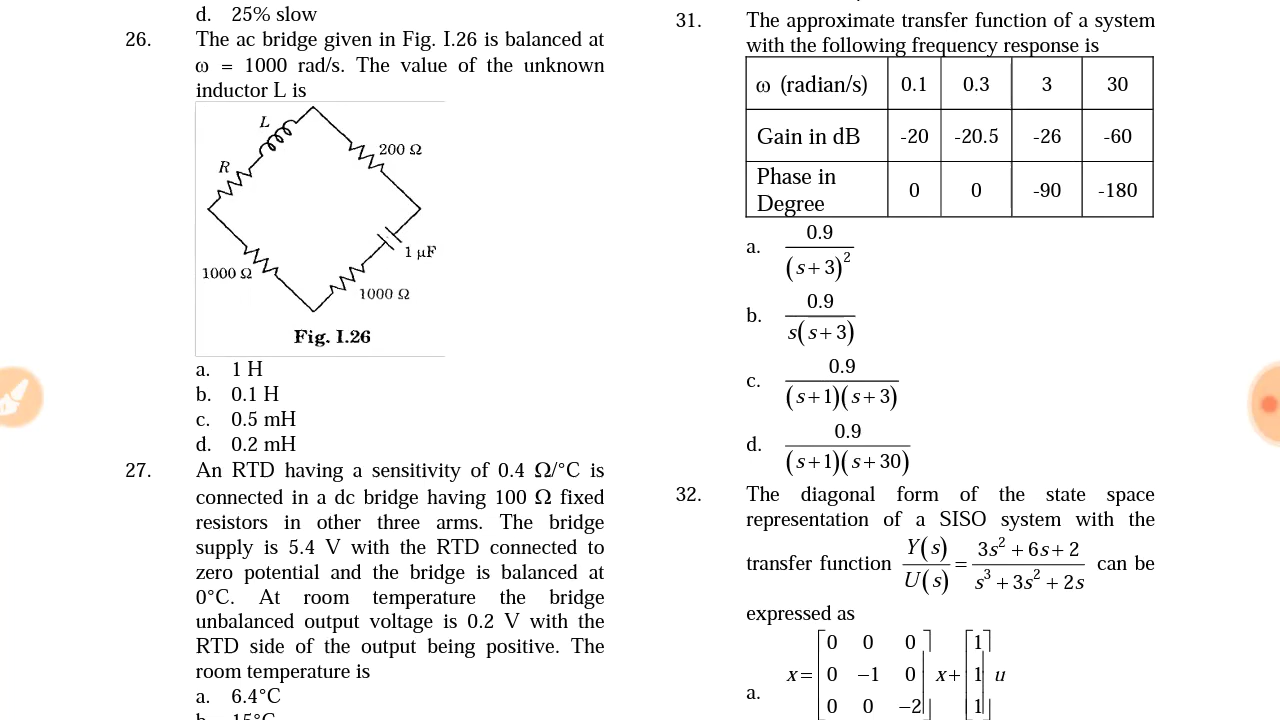 d. 25% slow
26. The ac bridge given in Fig. I.26 is balanced at
ω = 1000 rad/s. The value of the unknown
inductor L is
L
200 Ω
R
1 μF
1000 Ω
1000 Ω
Fig. I.26
a. 1 H
b. 0.1 H
c. 0.5 mH
d. 0.2 mH
27. An RTD having a sensitivity of 0.4 Ω/°C is
connected in a dc bridge having 100 Ω fixed
resistors in other three arms. The bridge
supply is 5.4 V with the RTD connected to
zero potential and the bridge is balanced at
0°C. At room temperature the bridge
unbalanced output voltage is 0.2 V with the
RTD side of the output being positive. The
room temperature is
a. 6.4°C
b. 15°C
31. The approximate transfer function of a system
with the following frequency response is
ω (radian/s) 0.1 0.3 3 30
Gain in dB -20 -20.5 -26 -60
Phase in
Degree 0 0 -90 -180
a. 0.9 / (s+3)²
b. 0.9 / s(s+3)
c. 0.9 / (s+1)(s+3)
d. 0.9 / (s+1)(s+30)
32. The diagonal form of the state space
representation of a SISO system with the
transfer function Y(s)/U(s) = 3s²+6s+2 / s³+3s²+2s can be
expressed as
a. x= [0 0 0
0 −1 0
0 0 −2] x+ [1
1
1] u